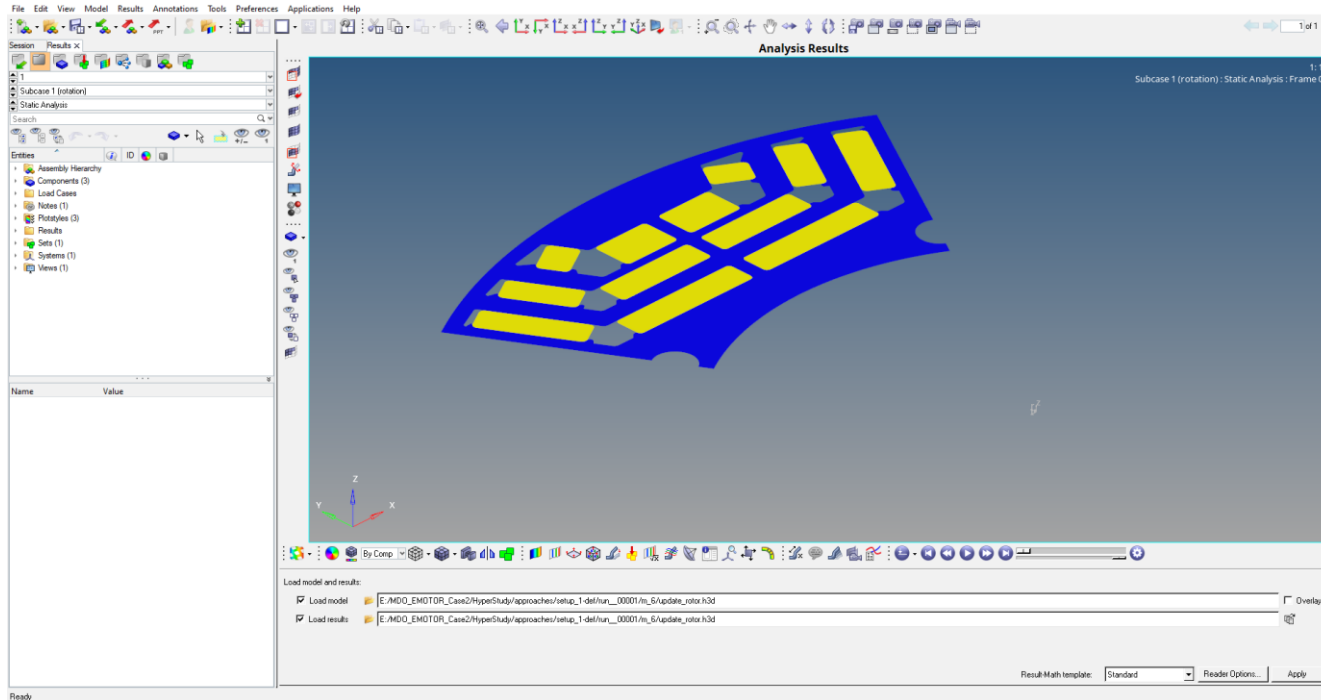 File Edit View Model Results Annotations Tools Preferences Applications Help
1 of 1
Session Results
Analysis Results
1
Subcase 1 (rotation)
Static Analysis
Search
Entities ID
Assembly Hierarchy
Components (3)
Load Cases
Notes (1)
Plotstyles (3)
Results
Sets (1)
Systems (1)
Views (1)
Name Value
1: 1
Subcase 1 (rotation) : Static Analysis : Frame 0
Z
Y X
By Comp
Load model and results:
Load model E:/MDO_EMOTOR_Case2/HyperStudy/approaches/setup_1-def/run__00001/m_6/update_rotor.h3d Overlay
Load results E:/MDO_EMOTOR_Case2/HyperStudy/approaches/setup_1-def/run__00001/m_6/update_rotor.h3d
Result-Math template: Standard Reader Options... Apply
Ready